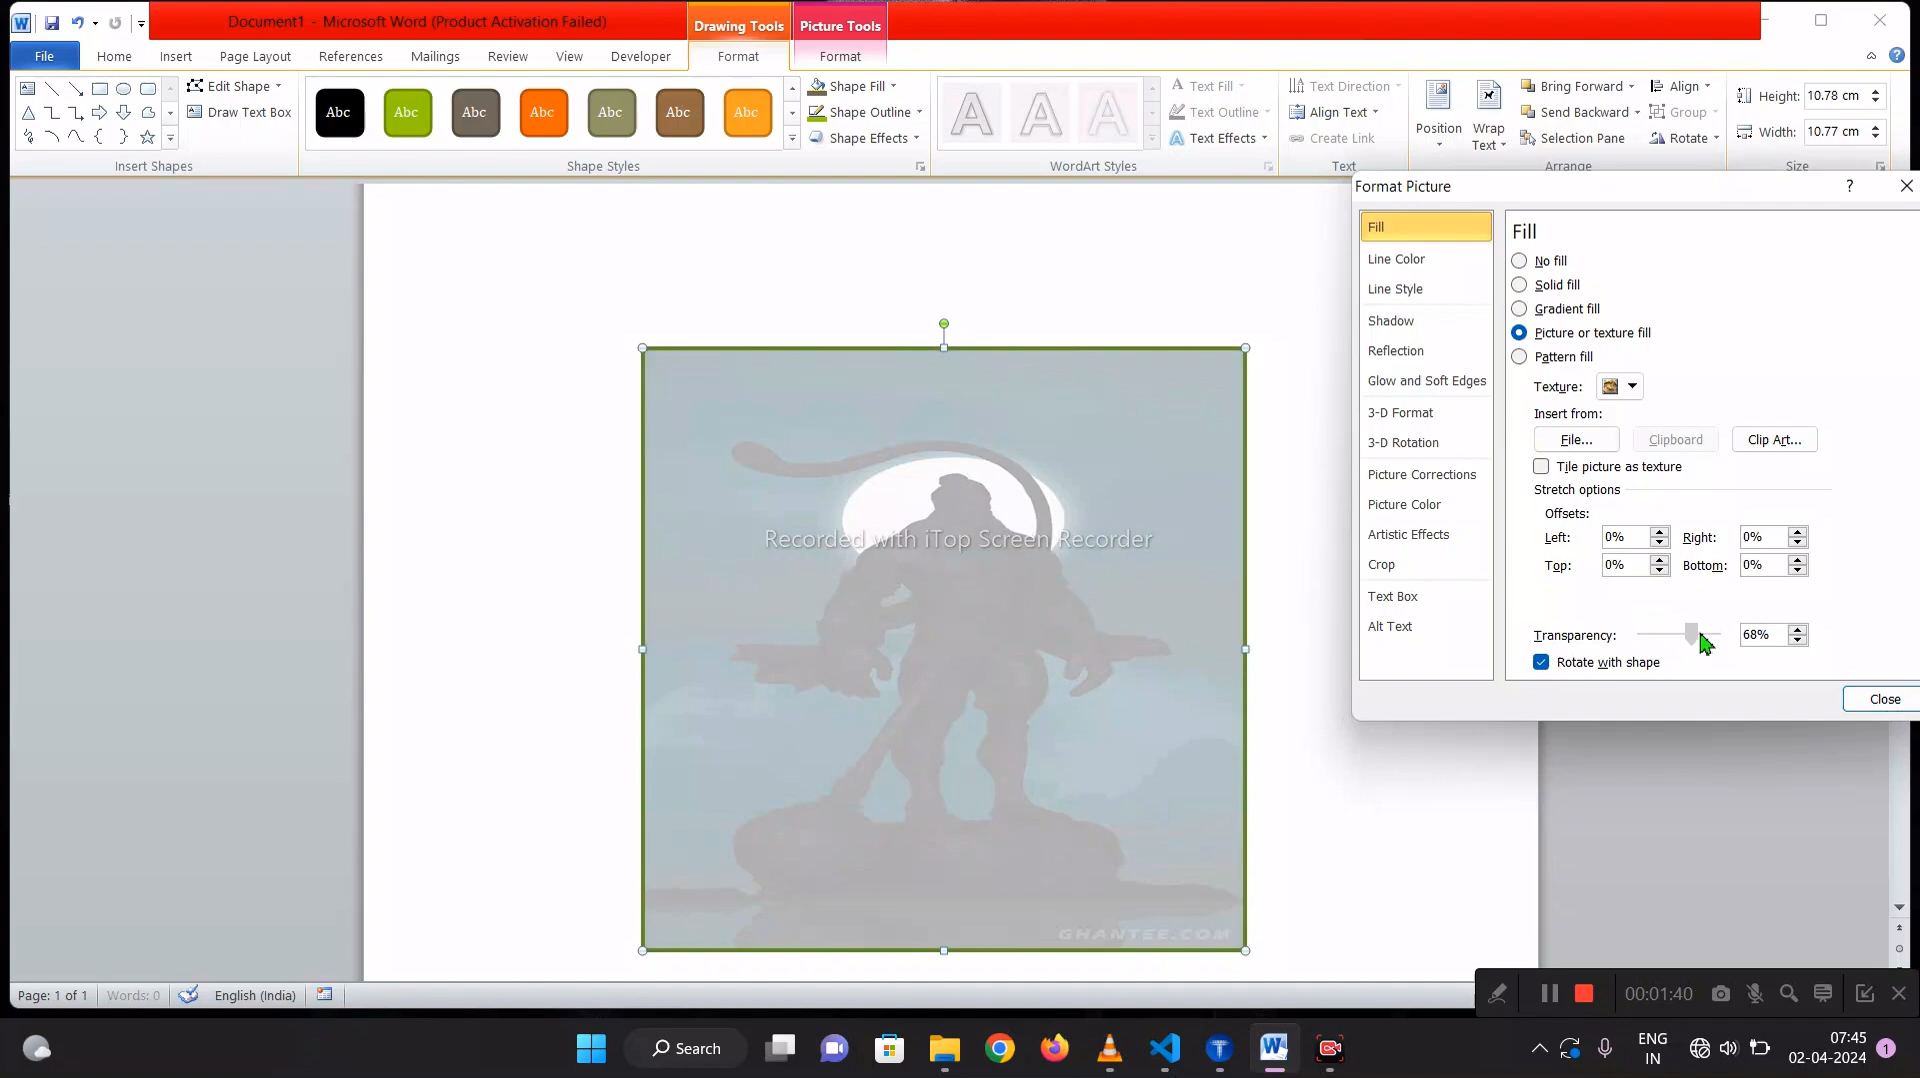 Document1 - Microsoft Word (Product Activation Failed)
Drawing Tools
Picture Tools
File
Home
Insert
Page Layout
References
Mailings
Review
View
Developer
Format
Format
Edit Shape
Draw Text Box
Insert Shapes
Abc Abc Abc Abc Abc Abc Abc
Shape Fill
Shape Outline
Shape Effects
Shape Styles
A A A
Text Fill
Text Outline
Text Effects
WordArt Styles
Text Direction
Align Text
Create Link
Text
Position
Wrap
Text
Bring Forward
Send Backward
Selection Pane
Align
Group
Rotate
Arrange
Height: 10.78 cm
Width: 10.77 cm
Size
Format Picture
?
Fill
Line Color
Line Style
Shadow
Reflection
Glow and Soft Edges
3-D Format
3-D Rotation
Picture Corrections
Picture Color
Artistic Effects
Crop
Text Box
Alt Text
Fill
No fill
Solid fill
Gradient fill
Picture or texture fill
Pattern fill
Texture:
Insert from:
File... Clipboard Clip Art...
Tile picture as texture
Stretch options
Offsets:
Left: 0% Right: 0%
Top: 0% Bottom: 0%
Transparency: 68%
Rotate with shape
Close
Recorded with iTop Screen Recorder
GHANTEE.COM
Page: 1 of 1
Words: 0
English (India)
00:01:40
Search
ENG
IN
07:45
02-04-2024
1